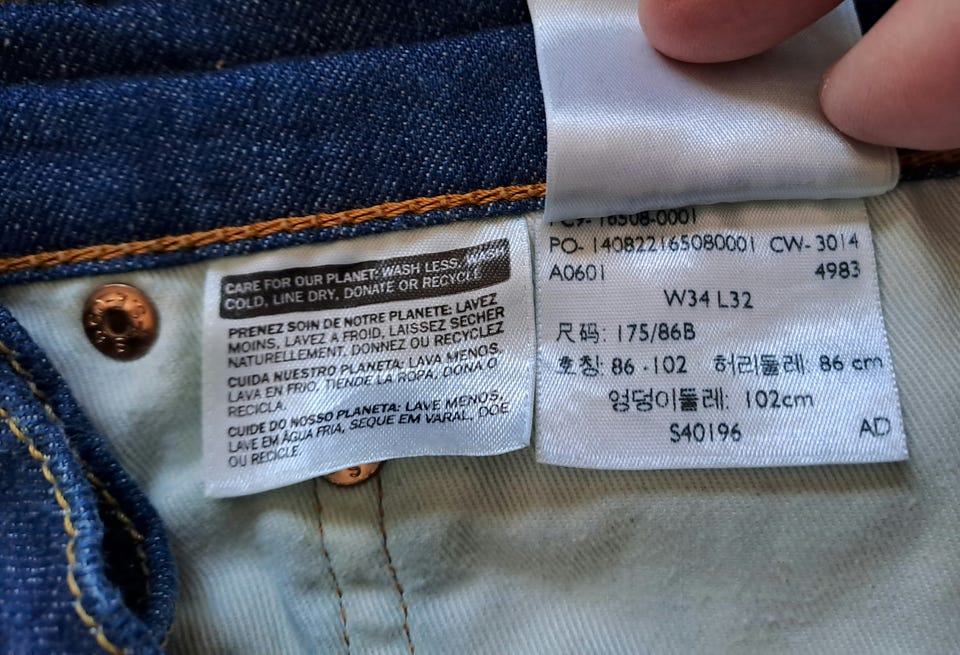 CARE FOR OUR PLANET: WASH LESS, WASH
COLD, LINE DRY, DONATE OR RECYCLE.
PRENEZ SOIN DE NOTRE PLANETE: LAVEZ
MOINS, LAVEZ A FROID, LAISSEZ SECHER
NATURELLEMENT, DONNEZ OU RECYCLEZ
CUIDA NUESTRO PLANETA: LAVA MENOS,
LAVA EN FRIO, TIENDE LA ROPA, DONA O
RECICLA.
CUIDE DO NOSSO PLANETA: LAVE MENOS,
LAVE EM ÁGUA FRIA, SEQUE EM VARAL, DOE
OU RECICLE.
16508-0001
PO- 140822165080001 CW- 3014
A0601 4983
W34 L32
尺码: 175/86B
호칭: 86 -102 허리둘레: 86 cm
엉덩이둘레: 102cm
S40196 AD